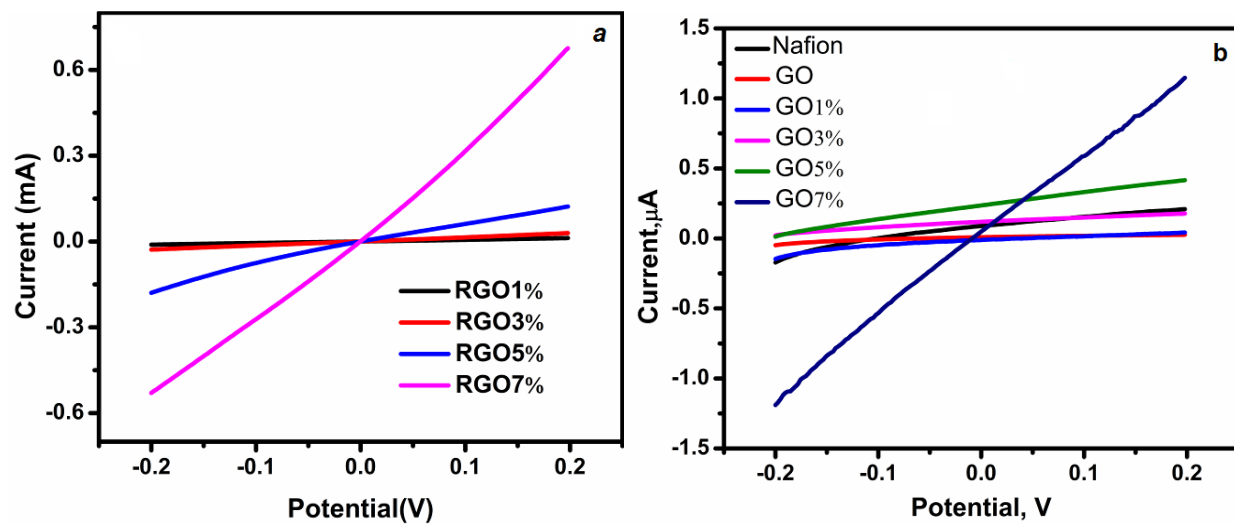 a
0.6
0.3
0.0
-0.3
-0.6
Current (mA)
RGO1%
RGO3%
RGO5%
RGO7%
-0.2 -0.1 0.0 0.1 0.2
Potential(V)
b
1.5
1.0
0.5
0.0
-0.5
-1.0
-1.5
Current,μA
Nafion
GO
GO1%
GO3%
GO5%
GO7%
-0.2 -0.1 0.0 0.1 0.2
Potential, V